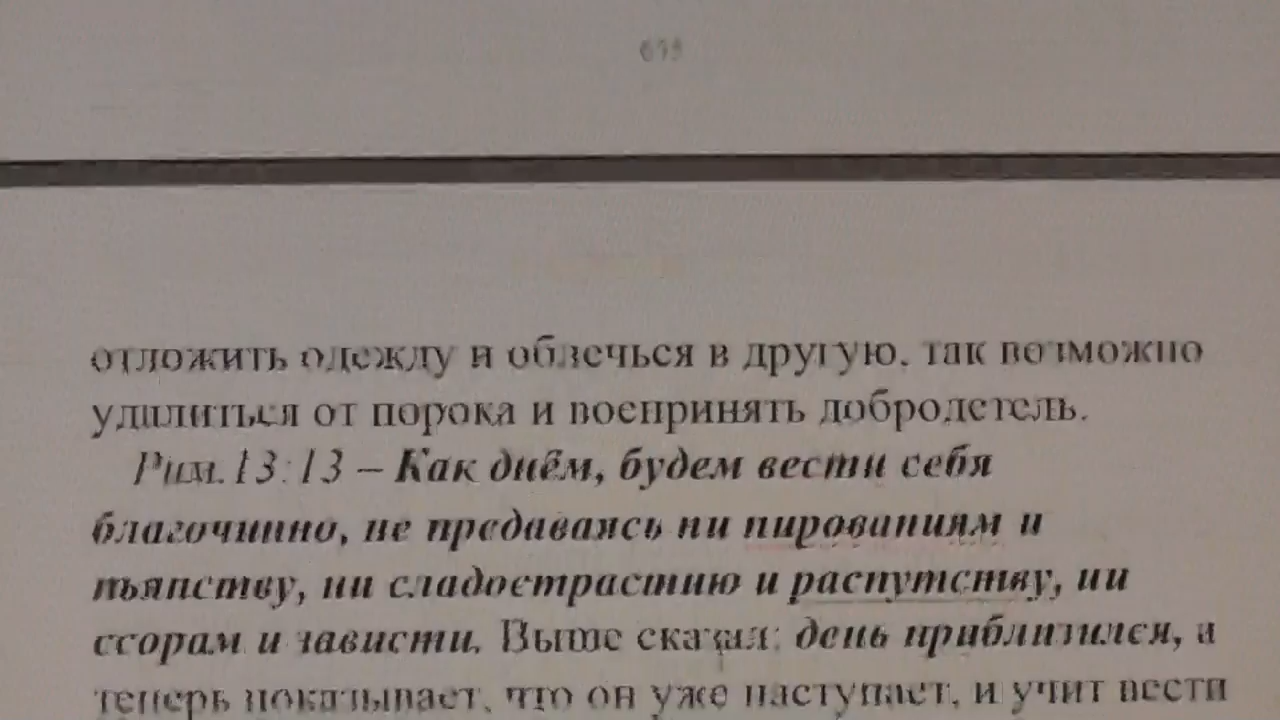 отложить одежду и облечься в другую, так возможно
удалиться от порока и воспринять добродетель.
Рим.13:13 – Как днём, будем вести себя
благочинно, не предаваясь ни пированиям и
пьянству, ни сладострастию и распутству, ни
ссорам и зависти. Выше сказал: день приблизился, а
теперь показывает, что он уже наступает, и учит вести